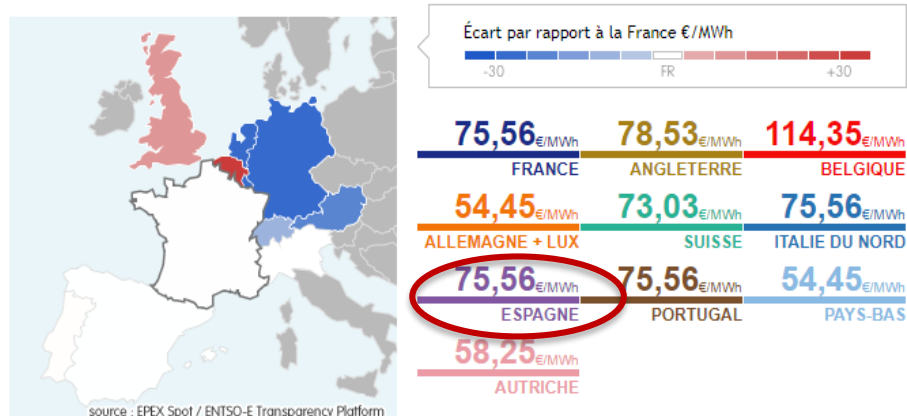 Écart par rapport à la France €/MWh
-30 FR +30
75,56€/MWh 78,53€/MWh 114,35€/MWh
FRANCE ANGLETERRE BELGIQUE
54,45€/MWh 73,03€/MWh 75,56€/MWh
ALLEMAGNE + LUX SUISSE ITALIE DU NORD
75,56€/MWh 75,56€/MWh 54,45€/MWh
ESPAGNE PORTUGAL PAYS-BAS
58,25€/MWh
AUTRICHE
source : EPEX Spot / ENTSO-E Transparency Platform